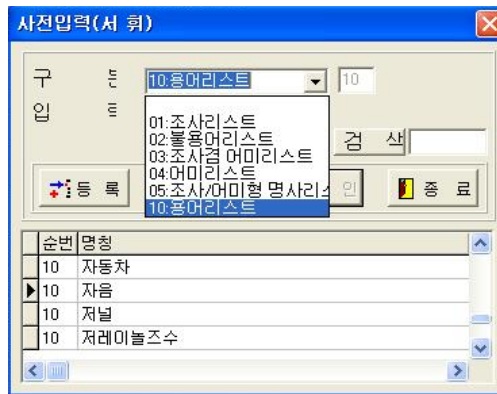 사전입력(서 휘)
구 분 10:용어리스트 10
입
01:조사리스트
02:불용어리스트
03:조사겸 어미리스트
04:어미리스트
05:조사/어미형 명사리스
10:용어리스트
검 색
등 록 인 종 료
순번 명칭
10 자동차
10 자음
10 저널
10 저레이놀즈수